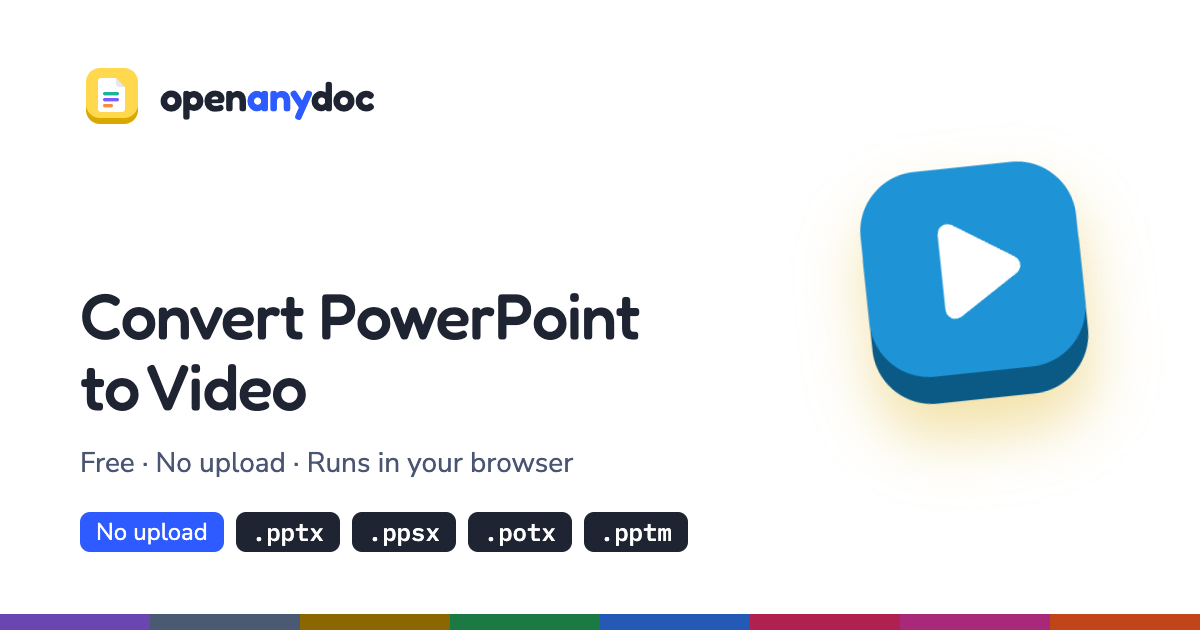 openanydoc
Convert PowerPoint
to Video
Free · No upload · Runs in your browser
No upload .pptx .ppsx .potx .pptm